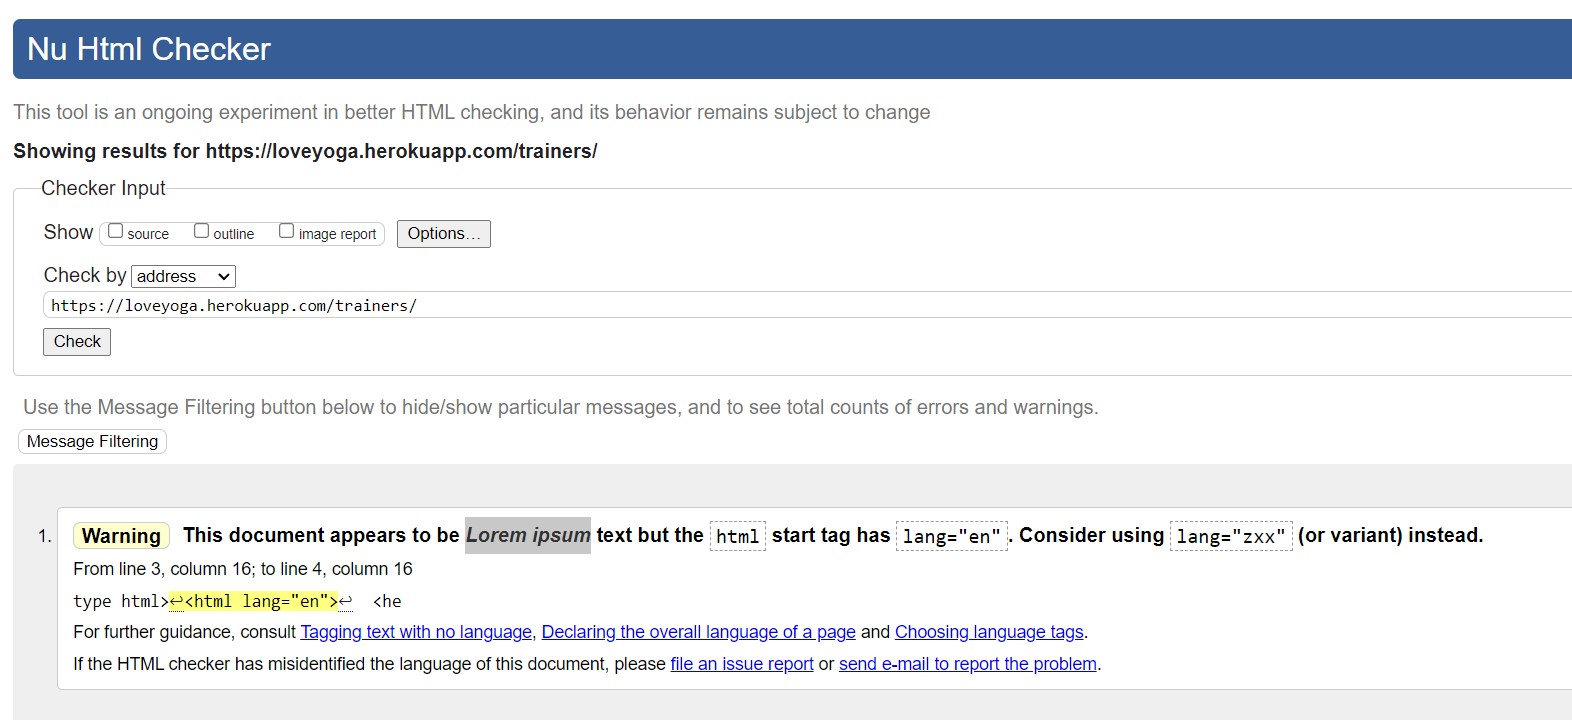 Nu Html Checker
This tool is an ongoing experiment in better HTML checking, and its behavior remains subject to change
Showing results for https://loveyoga.herokuapp.com/trainers/
Checker Input
Show source outline image report Options...
Check by address
https://loveyoga.herokuapp.com/trainers/
Check
Use the Message Filtering button below to hide/show particular messages, and to see total counts of errors and warnings.
Message Filtering
1. Warning This document appears to be Lorem ipsum text but the html start tag has lang="en". Consider using lang="zxx" (or variant) instead.
From line 3, column 16; to line 4, column 16
type html>↩<html lang="en">↩ <he
For further guidance, consult Tagging text with no language, Declaring the overall language of a page and Choosing language tags.
If the HTML checker has misidentified the language of this document, please file an issue report or send e-mail to report the problem.